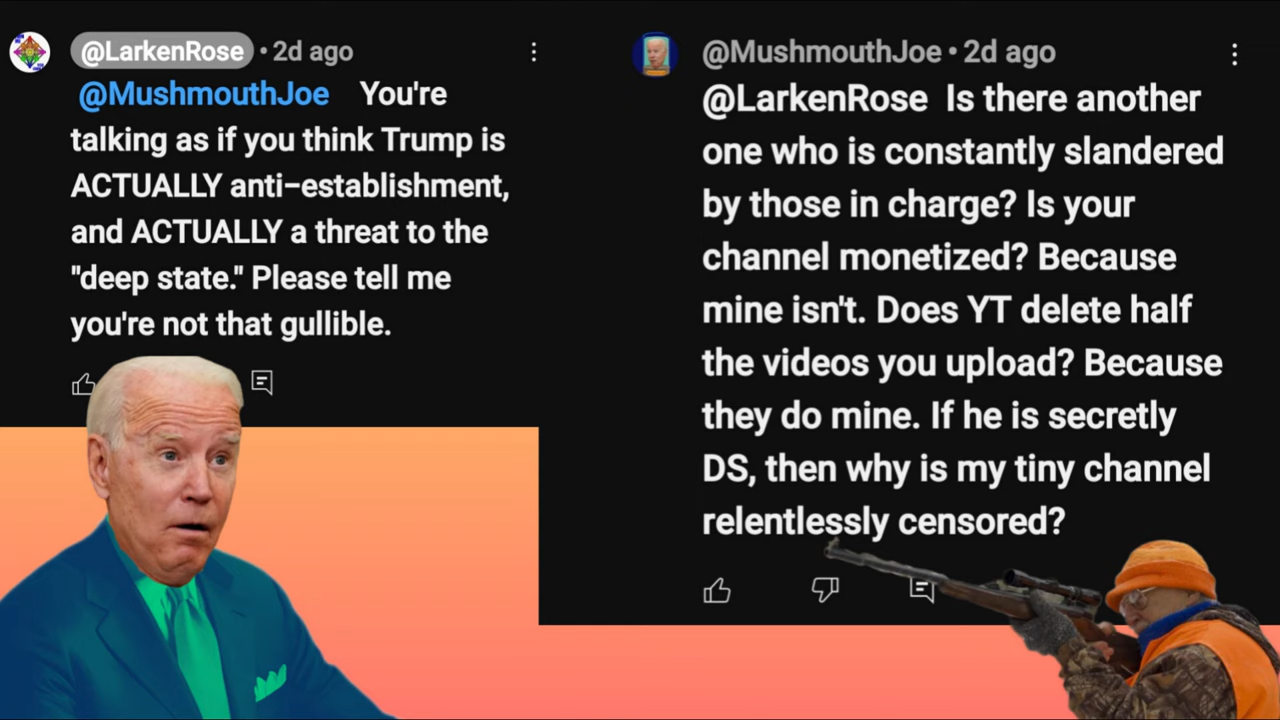 @LarkenRose • 2d ago
@MushmouthJoe You're
talking as if you think Trump is
ACTUALLY anti-establishment,
and ACTUALLY a threat to the
"deep state." Please tell me
you're not that gullible.
@MushmouthJoe • 2d ago
@LarkenRose Is there another
one who is constantly slandered
by those in charge? Is your
channel monetized? Because
mine isn't. Does YT delete half
the videos you upload? Because
they do mine. If he is secretly
DS, then why is my tiny channel
relentlessly censored?